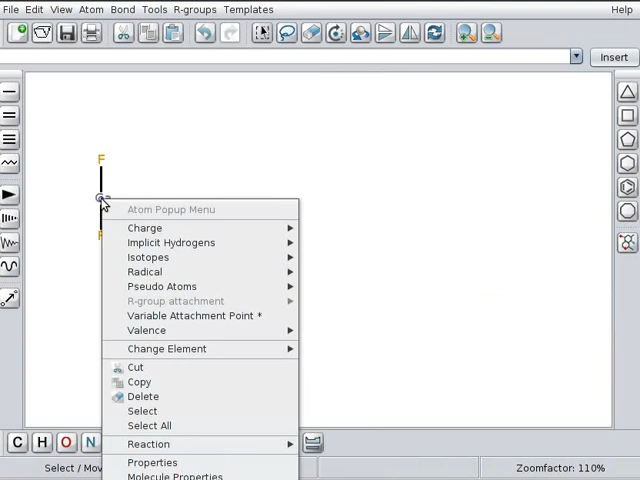 File Edit View Atom Bond Tools R-groups Templates Help
Insert
F
Atom Popup Menu
Charge
Implicit Hydrogens
Isotopes
Radical
Pseudo Atoms
R-group attachment
Variable Attachment Point *
Valence
Change Element
Cut
Copy
Delete
Select
Select All
Reaction
Properties
Molecule Properties
C H O N
Select / Mov
Zoomfactor: 110%